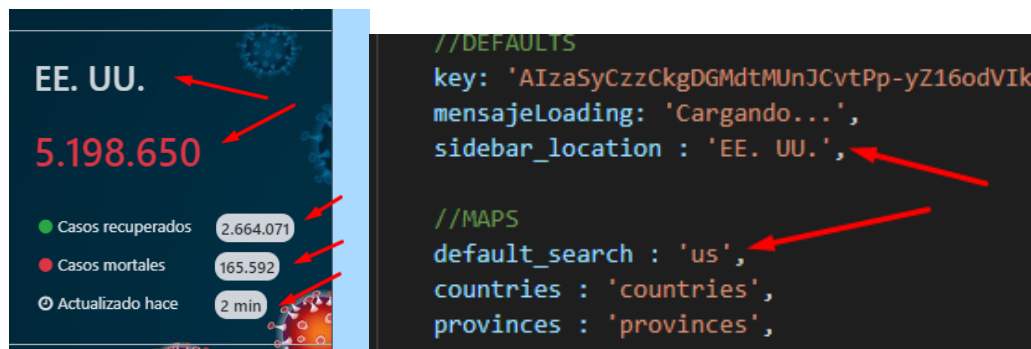 EE. UU.
5.198.650
Casos recuperados 2.664.071
Casos mortales 165.592
Actualizado hace 2 min
//DEFAULTS
key: 'AIzaSyCzzCkgDGMdtMUnJCvtPp-yZ16odVIk
mensajeLoading: 'Cargando...',
sidebar_location : 'EE. UU.',
//MAPS
default_search : 'us',
countries : 'countries',
provinces : 'provinces',